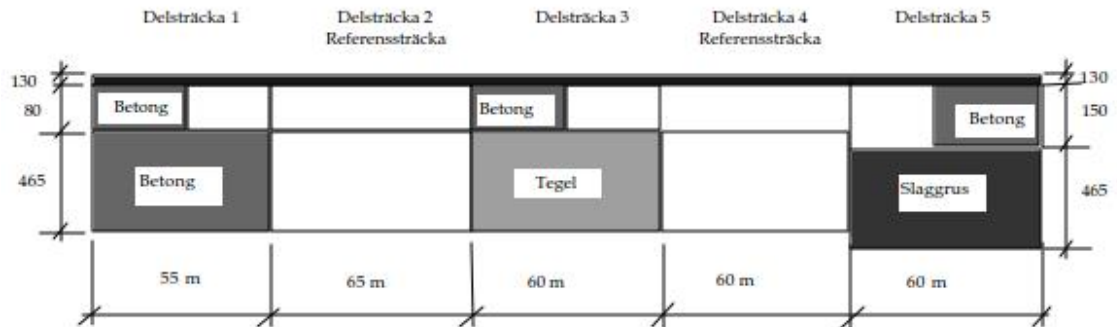 Delsträcka 1
Delsträcka 2
Referenssträcka
Delsträcka 3
Delsträcka 4
Referenssträcka
Delsträcka 5
130
80
465
Betong
Betong
Betong
Tegel
Betong
Slaggrus
130
150
465
55 m
65 m
60 m
60 m
60 m